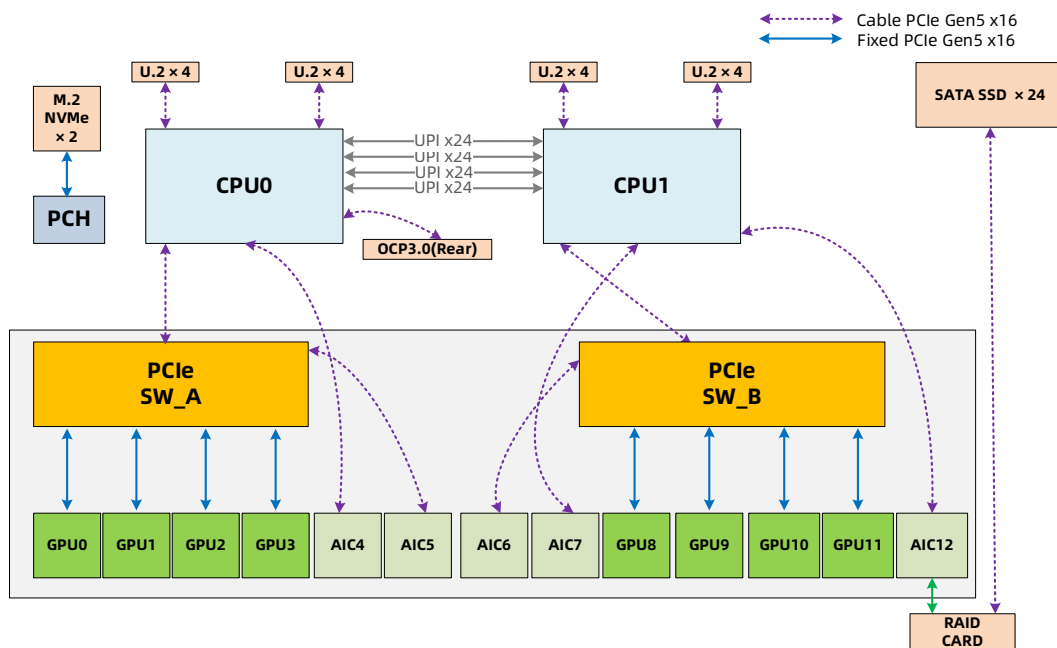 Cable PCIe Gen5 x16
Fixed PCIe Gen5 x16
U.2 × 4
U.2 × 4
U.2 × 4
U.2 × 4
M.2
NVMe
× 2
SATA SSD × 24
UPI x24
UPI x24
UPI x24
UPI x24
CPU0
CPU1
PCH
OCP3.0(Rear)
PCIe
SW_A
PCIe
SW_B
GPU0
GPU1
GPU2
GPU3
AIC4
AIC5
AIC6
AIC7
GPU8
GPU9
GPU10
GPU11
AIC12
RAID
CARD